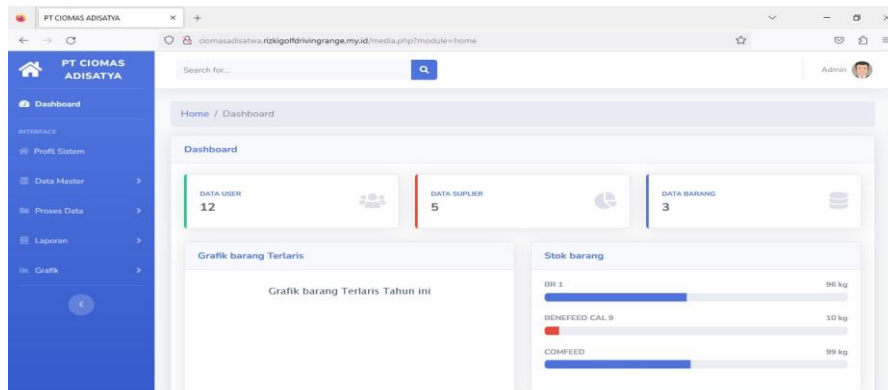 PT CIOMAS ADISATYA
ciomasadisatwa.rizkigolfdrivingrange.my.id/media.php?module=home
PT CIOMAS
ADISATYA
Search for...
Admin
Dashboard
Home / Dashboard
INTERFACE
Profil Sistem
Data Master
Proses Data
Laporan
Grafik
Dashboard
DATA USER
12
DATA SUPLIER
5
DATA BARANG
3
Grafik barang Terlaris
Grafik barang Terlaris Tahun ini
Stok barang
BR 1 96 kg
BENEFEED CAL 9 10 kg
COMFEED 99 kg